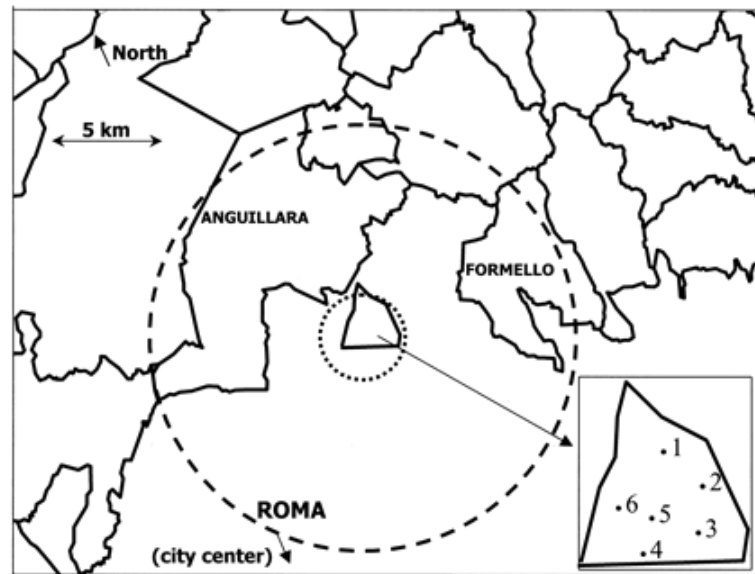 North
5 km
ANGUILLARA
FORMELLO
ROMA
(city center)
1
2
6
5
3
4